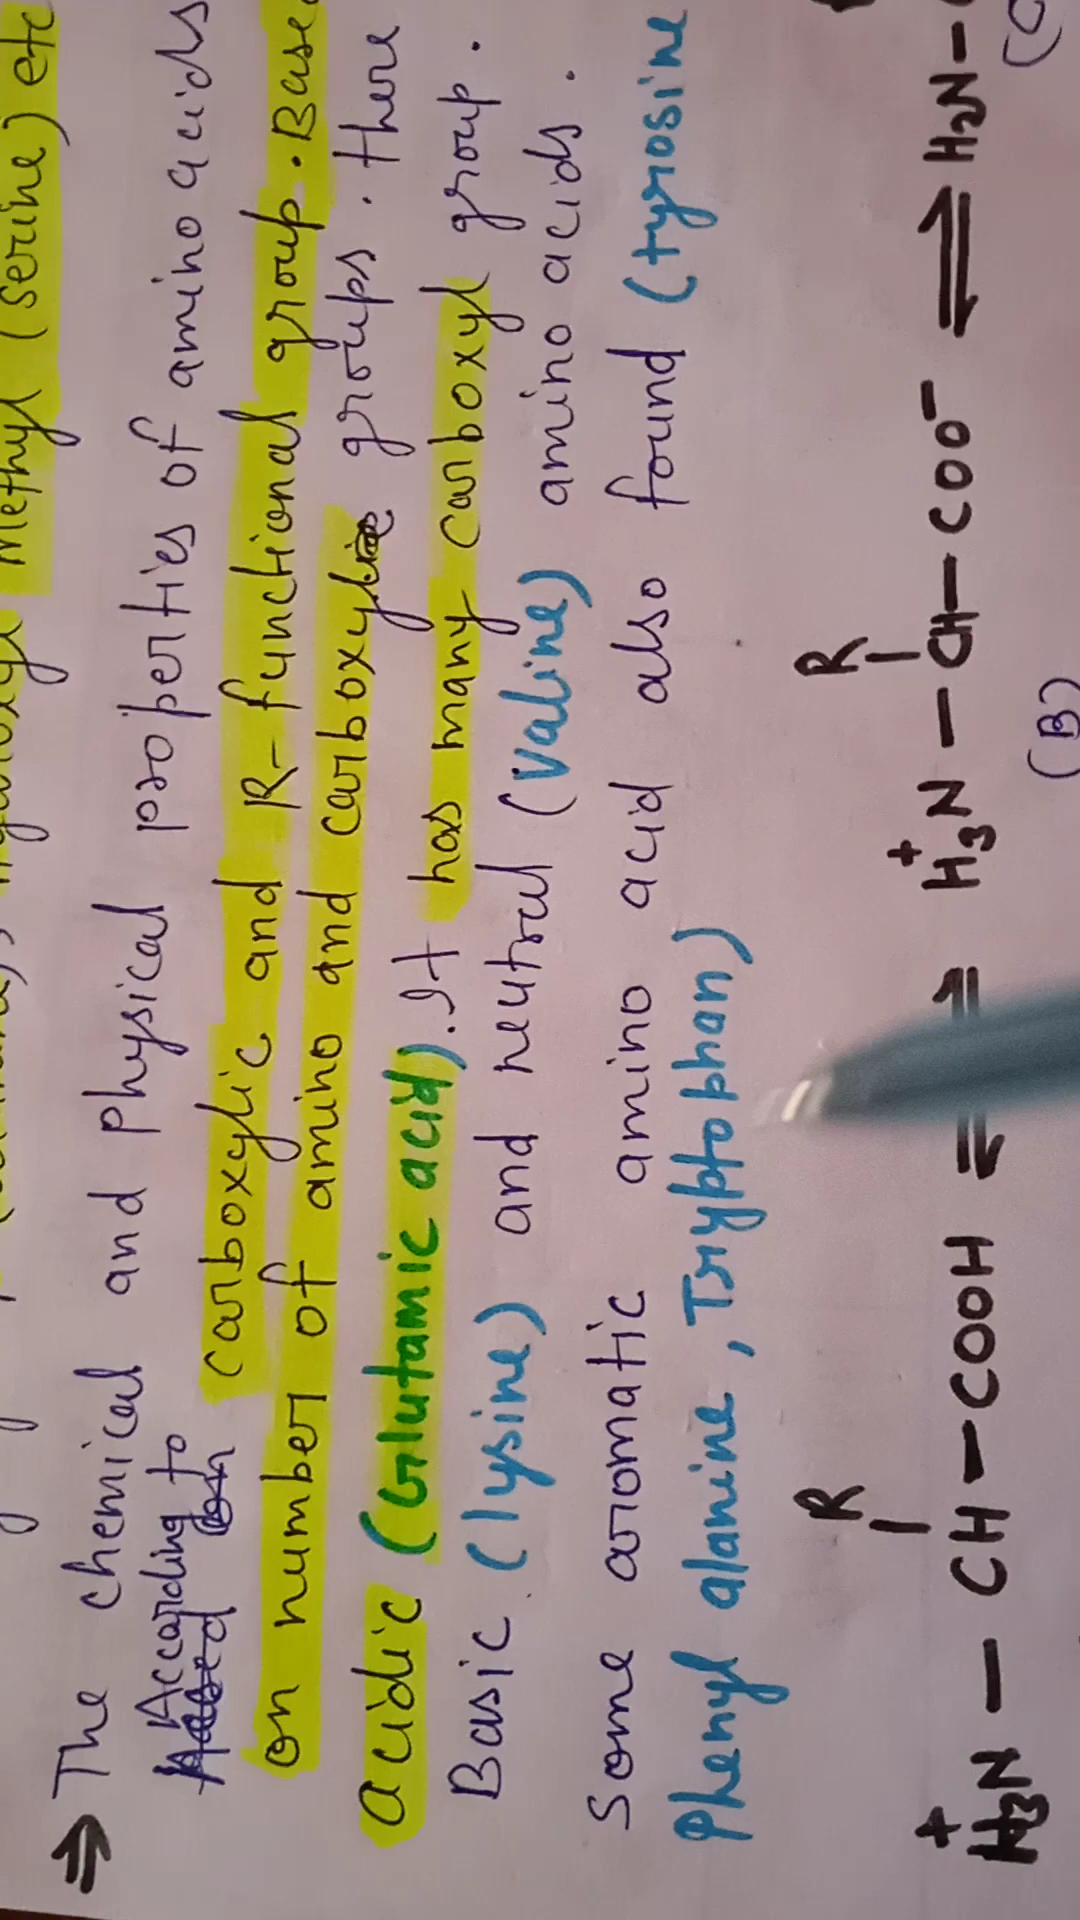 Methyl (serine) etc
⇒ The chemical and physical properties of amino acids
According to carboxylic and R-functional group. Base
on number of amino and carboxylic groups. there
acidic (Glutamic acid). It has many carboxyl group.
Basic (lysine) and neutral (valine) amino acids.
Some aromatic amino acid also found (tyrosine
Phenyl alanine, Tryptophan)
R R
H₃N⁺ — CH — COOH ⇌ H₃N⁺ — CH — COO⁻ ⇌ H₂N —
(B)